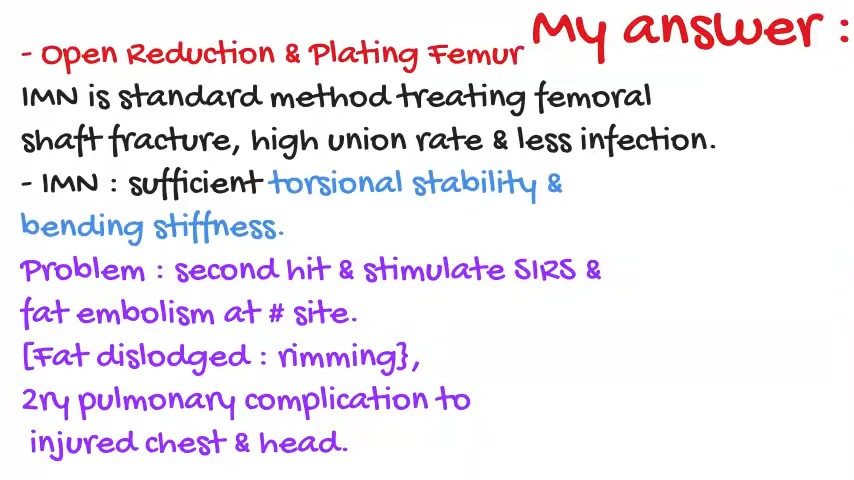 My answer :
- Open Reduction & Plating Femur
IMN is standard method treating femoral
shaft fracture, high union rate & less infection.
- IMN : sufficient torsional stability &
bending stiffness.
Problem : second hit & stimulate SIRS &
fat embolism at # site.
[Fat dislodged : rimming},
2ry pulmonary complication to
injured chest & head.